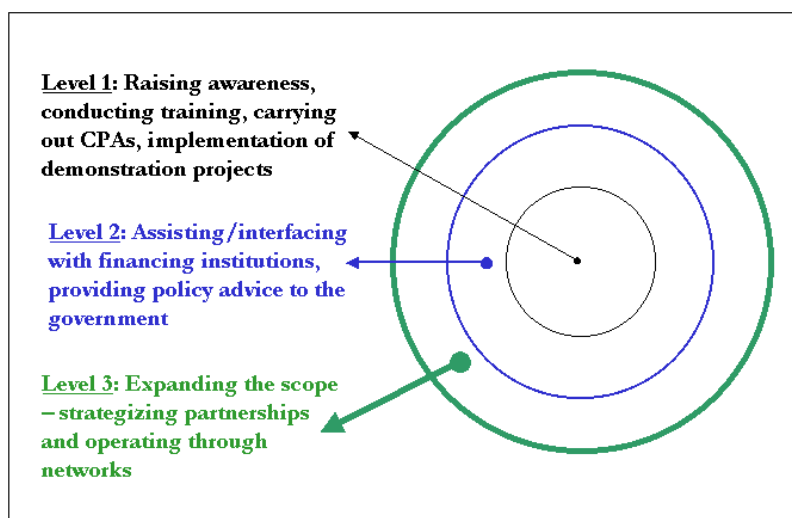 Level 1: Raising awareness,
conducting training, carrying
out CPAs, implementation of
demonstration projects
Level 2: Assisting/interfacing
with financing institutions,
providing policy advice to the
government
Level 3: Expanding the scope
– strategizing partnerships
and operating through
networks